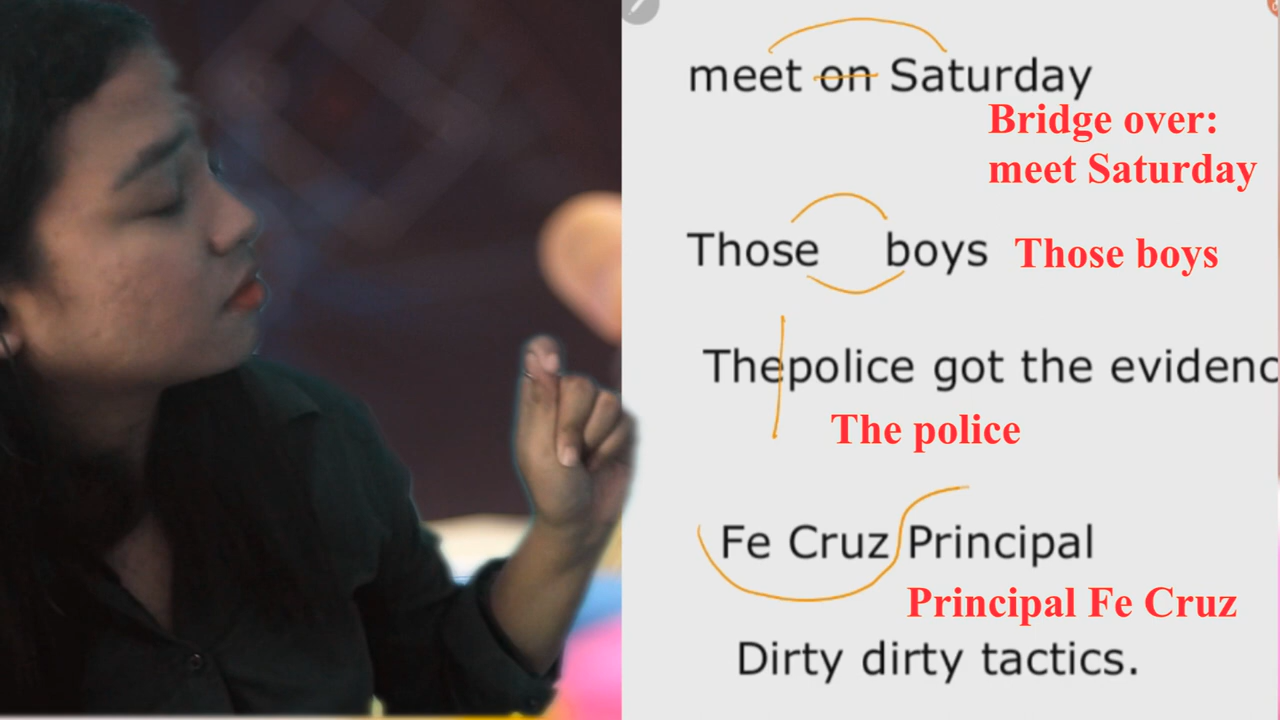 meet on Saturday
Bridge over:
meet Saturday
Those boys Those boys
Thepolice got the evidenc
The police
Fe Cruz Principal
Principal Fe Cruz
Dirty dirty tactics.